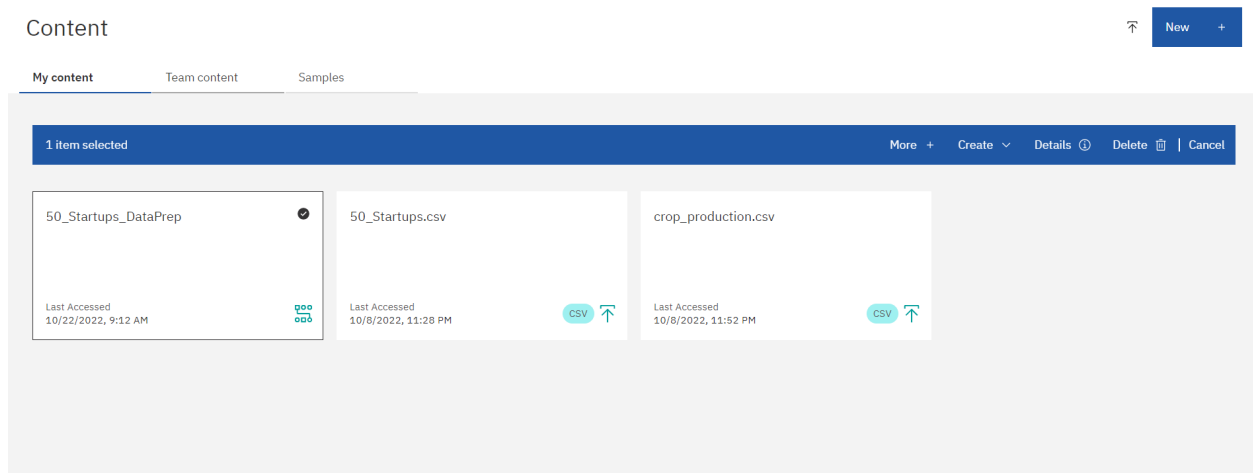 Content
New +
My content Team content Samples
1 item selected More + Create Details Delete Cancel
50_Startups_DataPrep 50_Startups.csv crop_production.csv
Last Accessed Last Accessed Last Accessed
10/22/2022, 9:12 AM 10/8/2022, 11:28 PM CSV 10/8/2022, 11:52 PM CSV